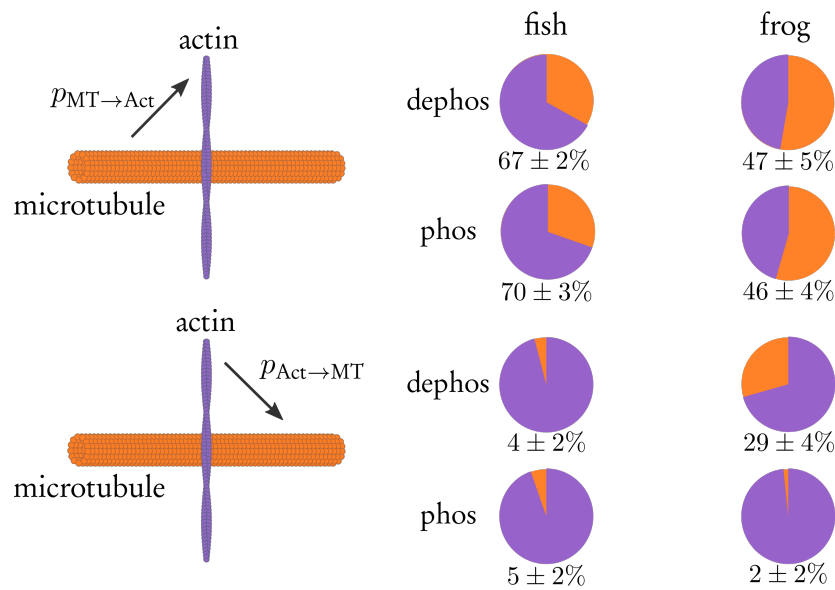 fish frog
actin
p_MT→Act
dephos
67 ± 2% 47 ± 5%
microtubule
phos
70 ± 3% 46 ± 4%
actin
p_Act→MT
dephos
4 ± 2% 29 ± 4%
microtubule
phos
5 ± 2% 2 ± 2%